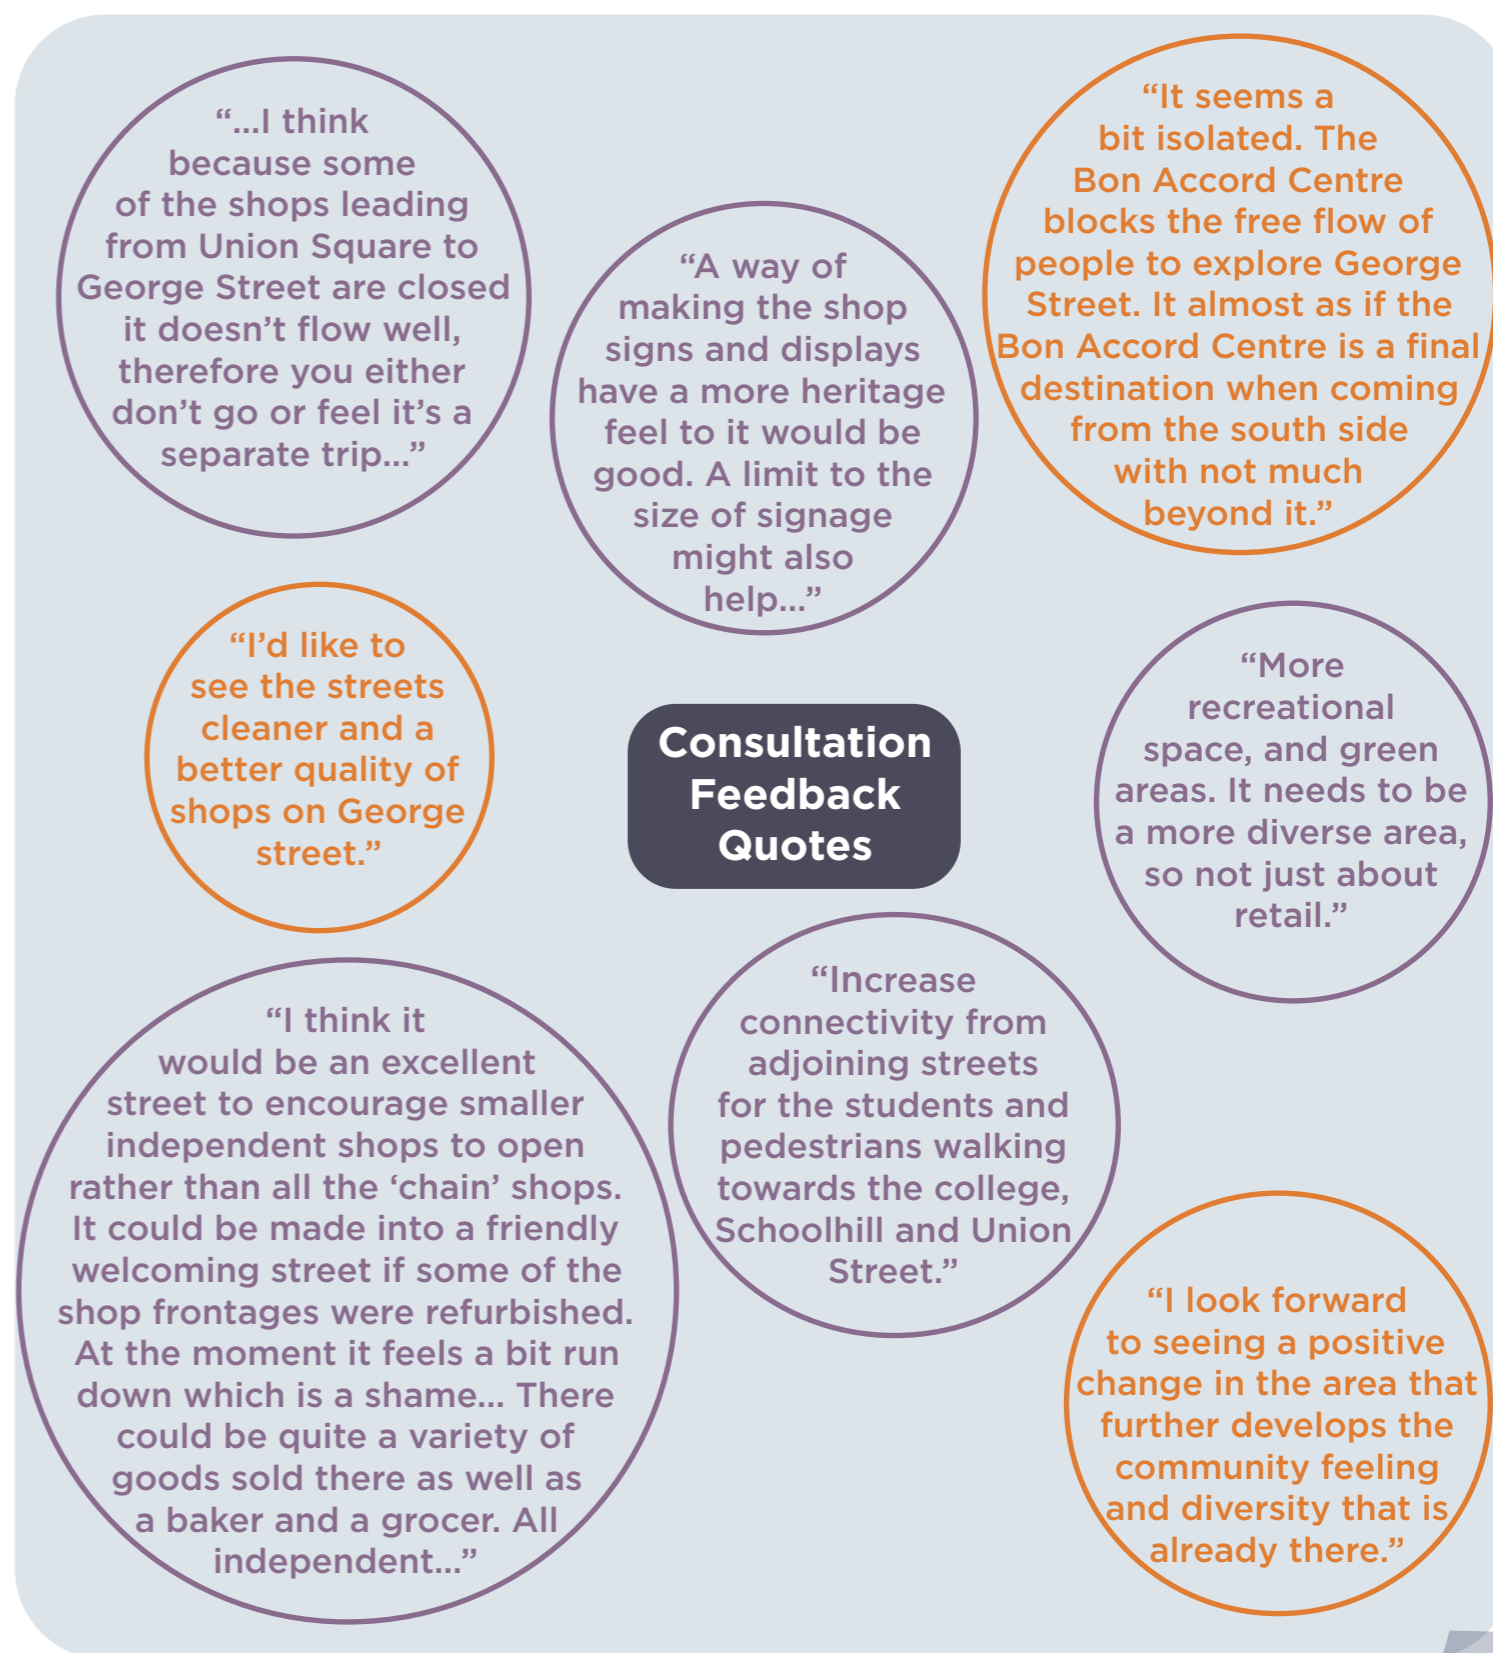 “...I think
because some
of the shops leading
from Union Square to
George Street are closed
it doesn’t flow well,
therefore you either
don’t go or feel it’s a
separate trip...”
“A way of
making the shop
signs and displays
have a more heritage
feel to it would be
good. A limit to the
size of signage
might also
help...”
“It seems a
bit isolated. The
Bon Accord Centre
blocks the free flow of
people to explore George
Street. It almost as if the
Bon Accord Centre is a final
destination when coming
from the south side
with not much
beyond it.”
“I’d like to
see the streets
cleaner and a
better quality of
shops on George
street.”
Consultation
Feedback
Quotes
“More
recreational
space, and green
areas. It needs to be
a more diverse area,
so not just about
retail.”
“I think it
would be an excellent
street to encourage smaller
independent shops to open
rather than all the ‘chain’ shops.
It could be made into a friendly
welcoming street if some of the
shop frontages were refurbished.
At the moment it feels a bit run
down which is a shame... There
could be quite a variety of
goods sold there as well as
a baker and a grocer. All
independent...”
“Increase
connectivity from
adjoining streets
for the students and
pedestrians walking
towards the college,
Schoolhill and Union
Street.”
“I look forward
to seeing a positive
change in the area that
further develops the
community feeling
and diversity that is
already there.”